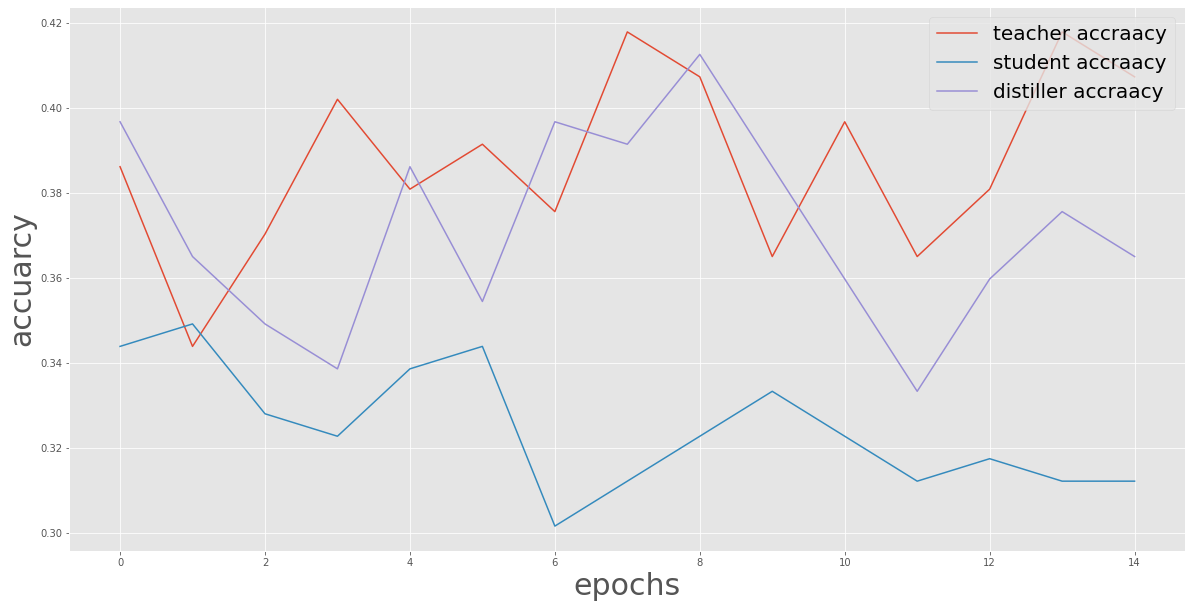 0.42
0.40
0.38
0.36
0.34
0.32
0.30
accuarcy
teacher accraacy
student accraacy
distiller accraacy
0 2 4 6 8 10 12 14
epochs